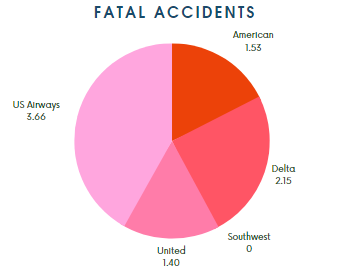 FATAL ACCIDENTS
American
1.53
US Airways
3.66
Delta
2.15
Southwest
0
United
1.40